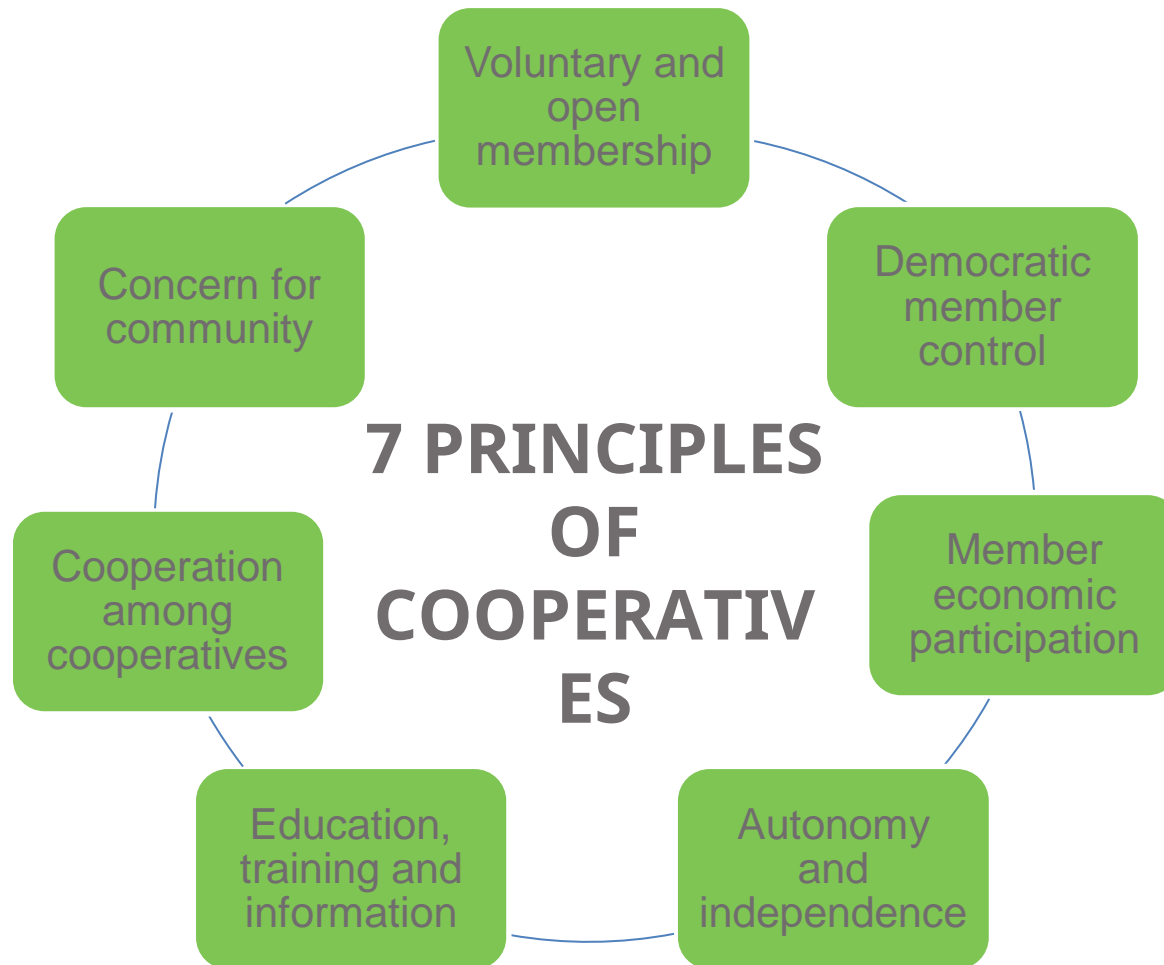 Voluntary and
open
membership
Democratic
member
control
Member
economic
participation
Autonomy
and
independence
Education,
training and
information
Cooperation
among
cooperatives
Concern for
community
7 PRINCIPLES
OF
COOPERATIV
ES